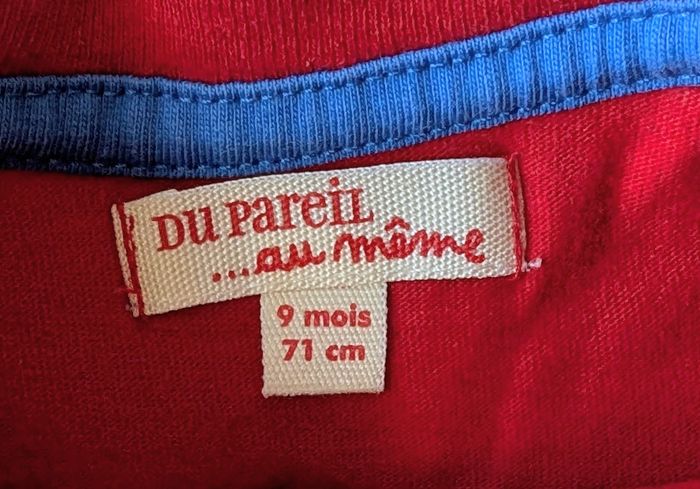 Du Pareil
...au même
9 mois
71 cm